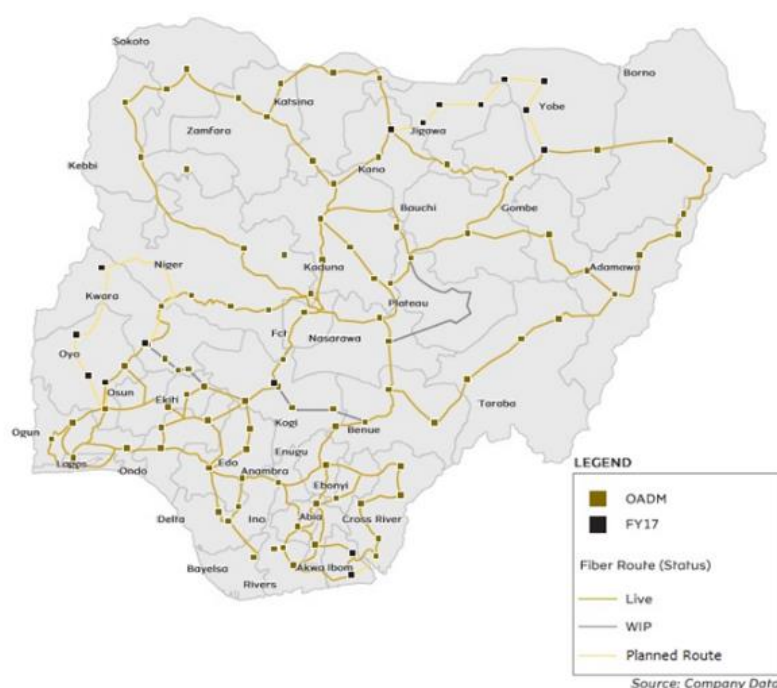 Sokoto
Borno
Katsina
Yobe
Zamfara
Jigawa
Kebbi
Kano
Bauchi
Gombe
Niger
Kaduna
Adamawa
Kwara
Plateau
Fct
Nasarawa
Oyo
Osun
Taraba
Ekiti
Kogi
Benue
Ogun
Enugu
Lagos
Edo
Ondo
Anambra
Ebonyi
Delta
Imo
Abia
Cross River
Bayelsa
Akwa Ibom
Rivers
LEGEND
OADM
FY17
Fiber Route (Status)
Live
WIP
Planned Route
Source: Company Data